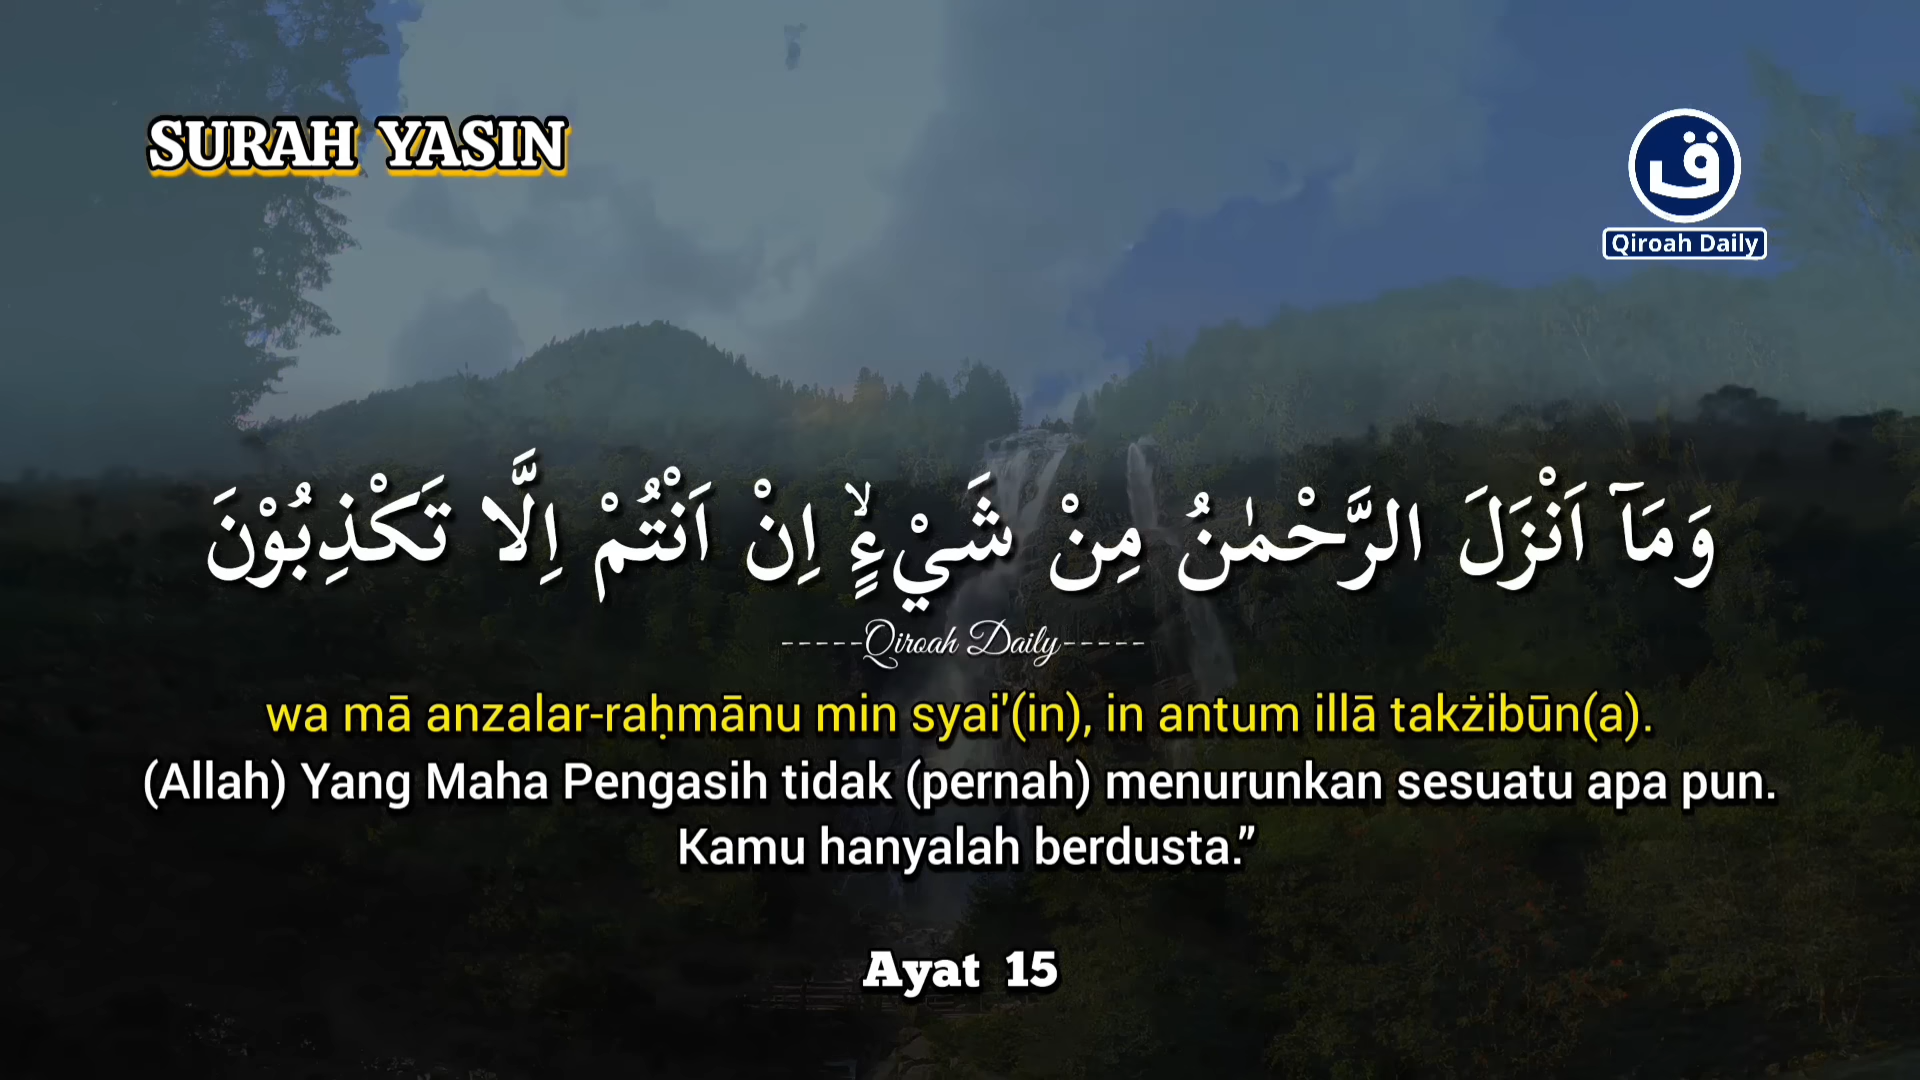 SURAH YASIN
ق
Qiroah Daily
وَمَآ اَنْزَلَ الرَّحْمٰنُ مِنْ شَيْءٍۙ اِنْ اَنْتُمْ اِلَّا تَكْذِبُوْنَ
-----Qiroah Daily-----
wa mā anzalar-raḥmānu min syai'(in), in antum illā takżibūn(a).
(Allah) Yang Maha Pengasih tidak (pernah) menurunkan sesuatu apa pun.
Kamu hanyalah berdusta.”
Ayat 15